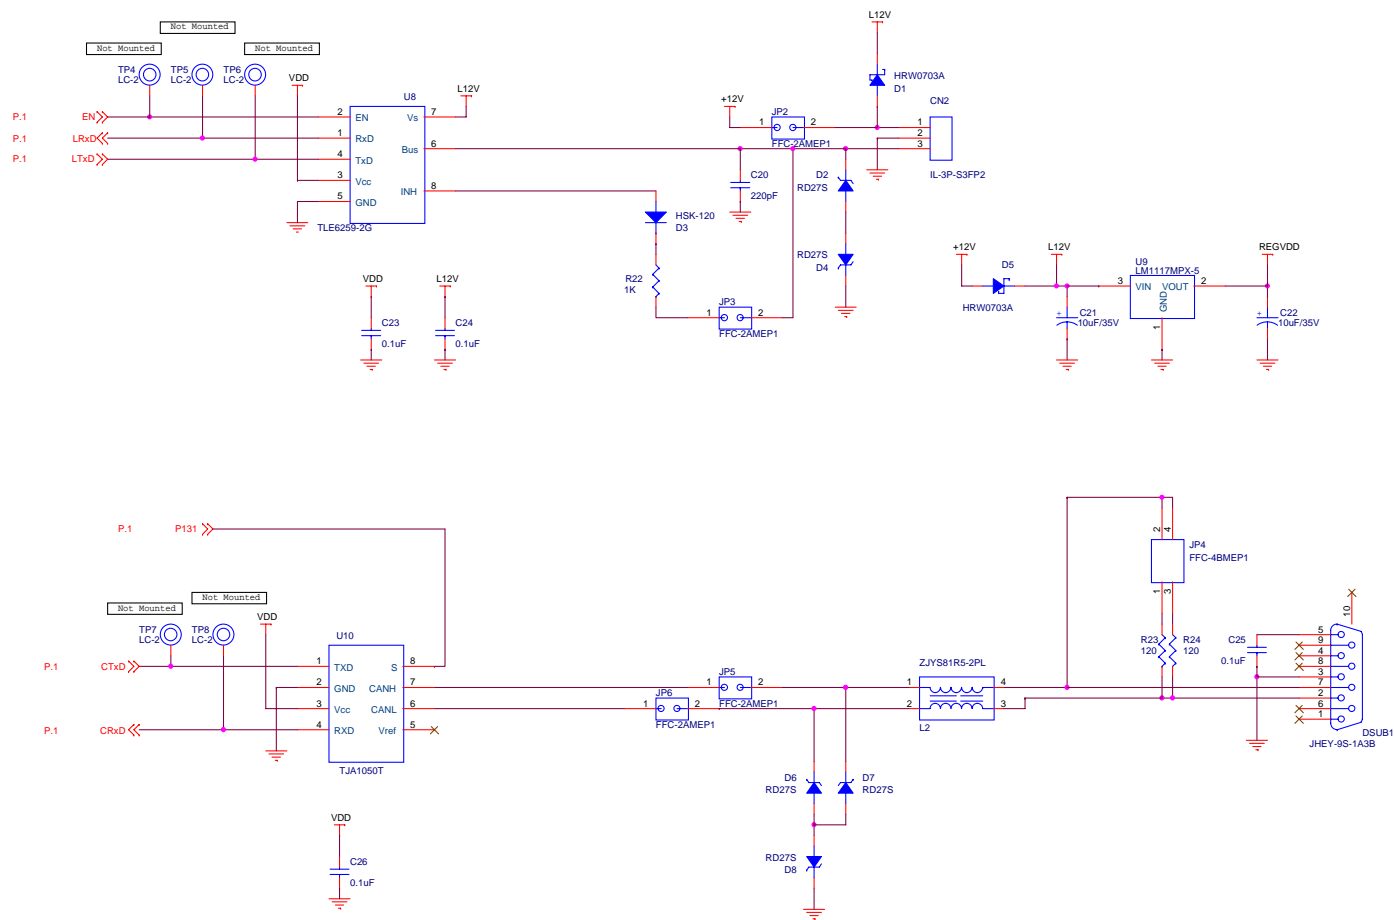 Not Mounted
Not Mounted
Not Mounted
TP4
LC-2
TP5
LC-2
TP6
LC-2
VDD
P.1
EN
P.1
LRxD
P.1
LTxD
U8
2
EN
1
RxD
4
TxD
3
Vcc
5
GND
Vs
7
Bus
6
INH
8
TLE6259-2G
L12V
+12V
JP2
1
2
FFC-2AMEP1
L12V
HRW0703A
D1
CN2
1
2
3
IL-3P-S3FP2
C20
220pF
D2
RD27S
RD27S
D4
HSK-120
D3
R22
1K
JP3
1
2
FFC-2AMEP1
VDD
C23
0.1uF
L12V
C24
0.1uF
+12V
D5
HRW0703A
L12V
C21
10uF/35V
U9
LM1117MPX-5
3
VIN
VOUT
2
GND
1
REGVDD
C22
10uF/35V
P.1
P131
Not Mounted
Not Mounted
TP7
LC-2
TP8
LC-2
VDD
P.1
CTxD
P.1
CRxD
U10
1
TXD
2
GND
3
Vcc
4
RXD
S
8
CANH
7
CANL
6
Vref
5
TJA1050T
VDD
C26
0.1uF
JP5
1
2
FFC-2AMEP1
JP6
1
2
FFC-2AMEP1
D6
RD27S
D7
RD27S
RD27S
D8
ZJYS81R5-2PL
1
4
2
3
L2
2
4
JP4
FFC-4BMEP1
1
3
R23
120
R24
120
C25
0.1uF
10
5
9
4
8
3
7
2
6
1
DSUB1
JHEY-9S-1A3B